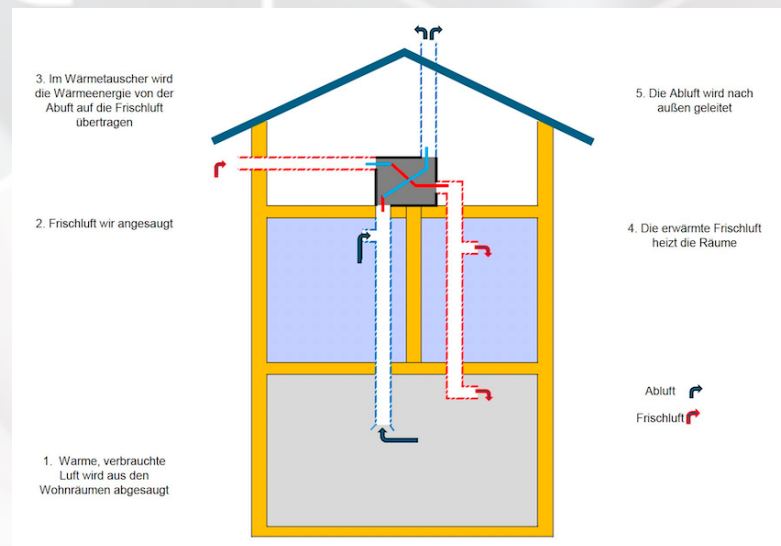 3. Im Wärmetauscher wird
die Wärmeenergie von der
Abuft auf die Frischluft
übertragen
5. Die Abluft wird nach
außen geleitet
2. Frischluft wir angesaugt
4. Die erwärmte Frischluft
heizt die Räume
Abluft
Frischluft
1. Warme, verbrauchte
Luft wird aus den
Wohnräumen abgesaugt